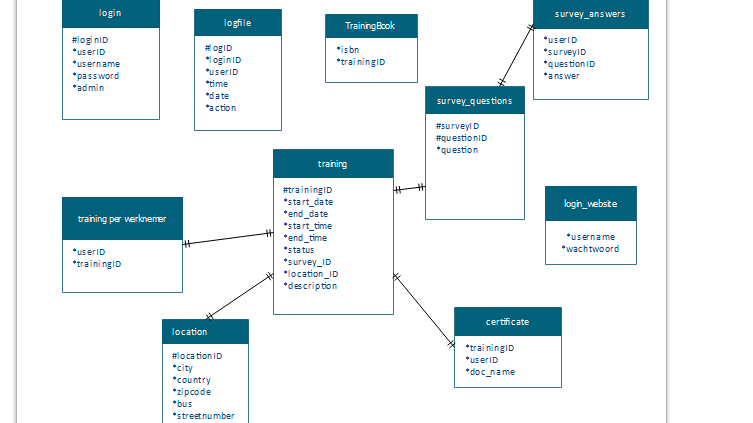 login
#loginID
*userID
*username
*password
*admin
logfile
#logID
*loginID
*userID
*time
*date
*action
TrainingBook
*isbn
*trainingID
survey_answers
*userID
*surveyID
*questionID
*answer
survey_questions
#surveyID
#questionID
*question
training
#trainingID
*start_date
*end_date
*start_time
*end_time
*status
*survey_ID
*location_ID
*description
training per werknemer
*userID
*trainingID
login_website
*username
*wachtwoord
location
#locationID
*city
*country
*zipcode
*bus
*streetnumber
certificate
*trainingID
*userID
*doc_name